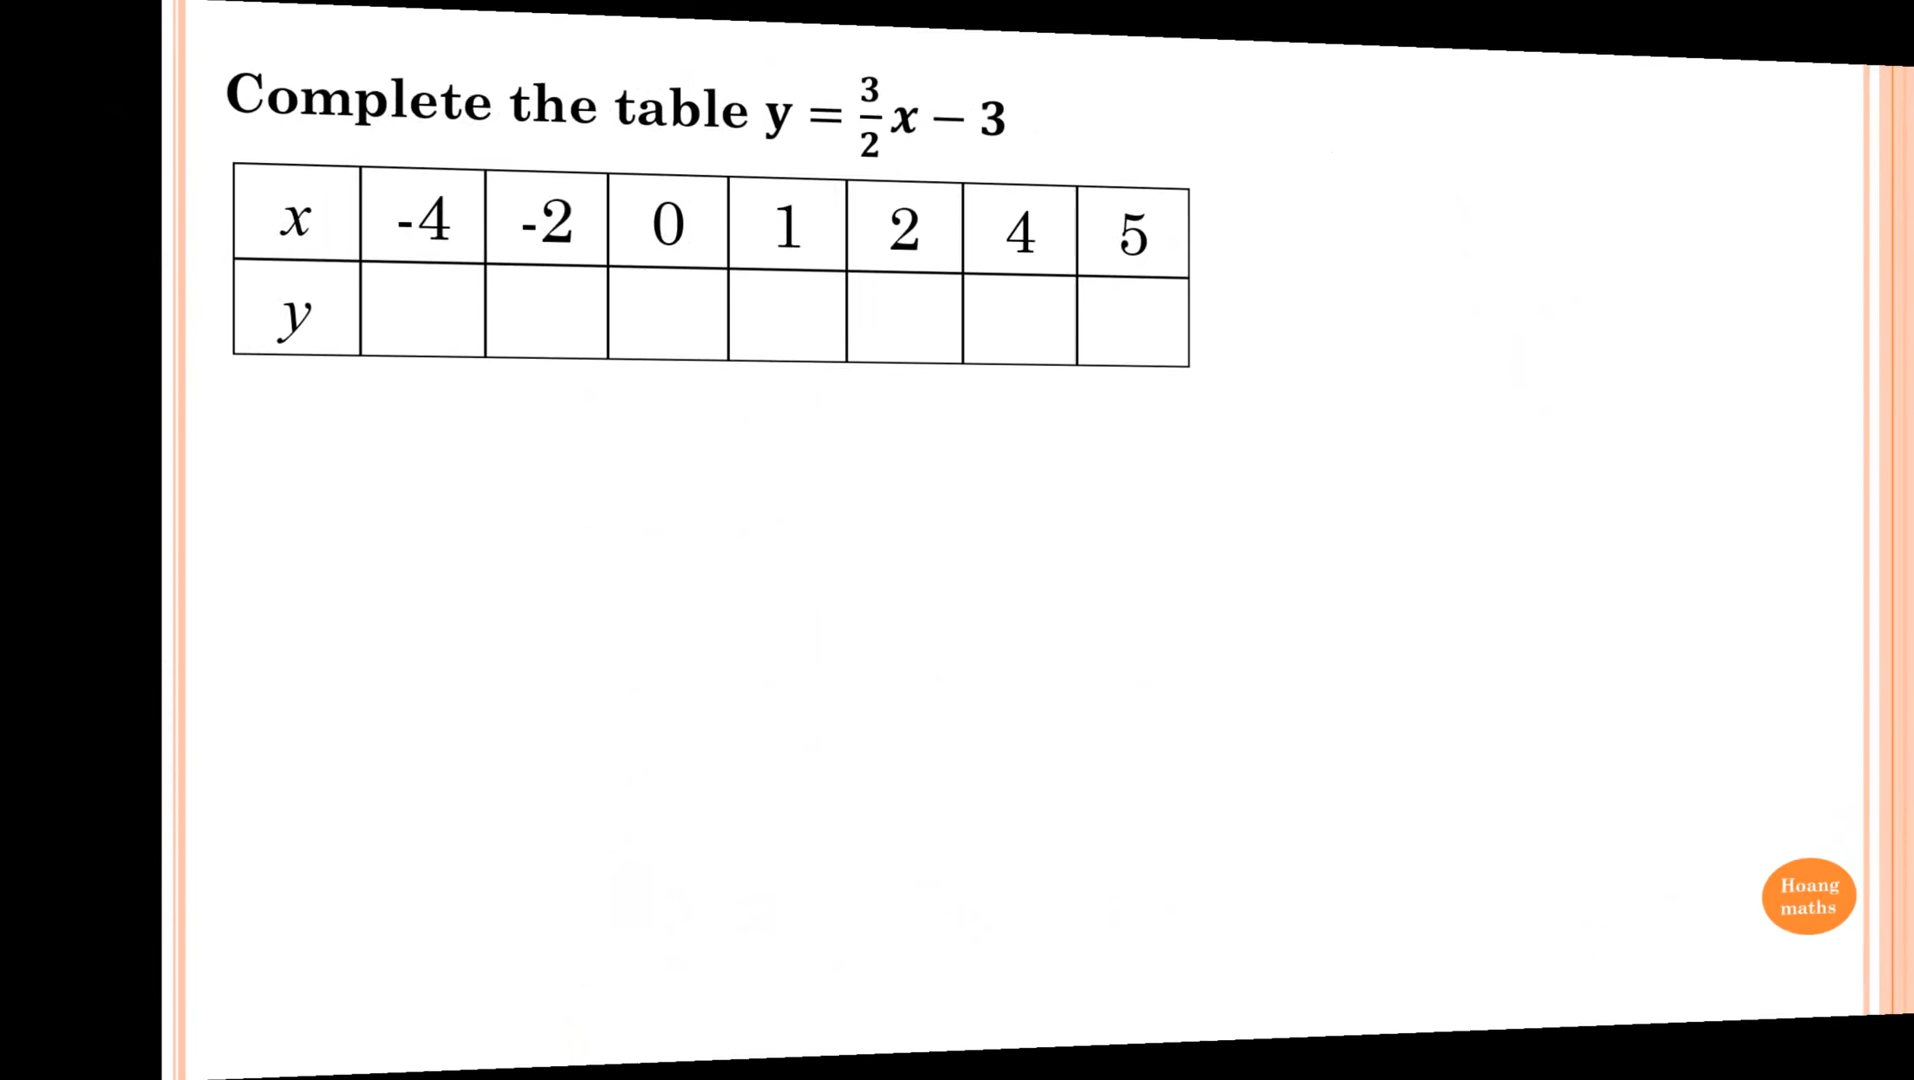 Complete the table y = 3/2 x − 3
x -4 -2 0 1 2 4 5
y
Hoang
maths